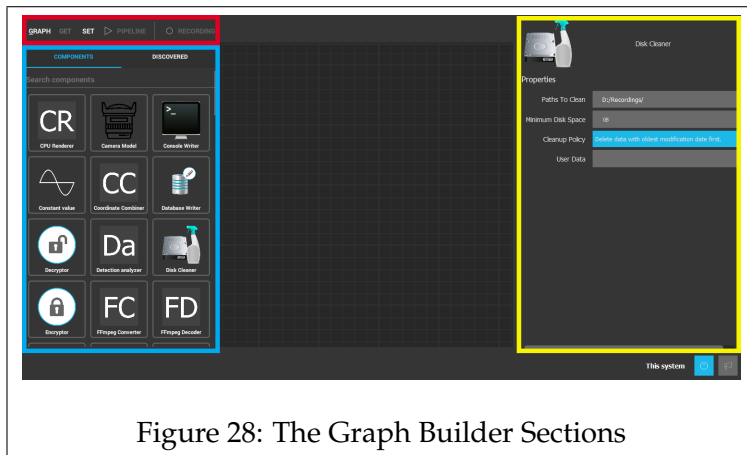 GRAPH GET SET PIPELINE RECORDING
COMPONENTS DISCOVERED
Search components
CR
CPU Renderer
Camera Model
>_
Console Writer
Constant value
CC
Coordinate Combiner
Database Writer
Decryptor
Da
Detection analyzer
Disk Cleaner
Encryptor
FC
FFmpeg Converter
FD
FFmpeg Decoder
Disk Cleaner
Properties
Paths To Clean D:/Recordings/
Minimum Disk Space
Cleanup Policy Delete data with oldest modification date first.
User Data
This system
Figure 28: The Graph Builder Sections